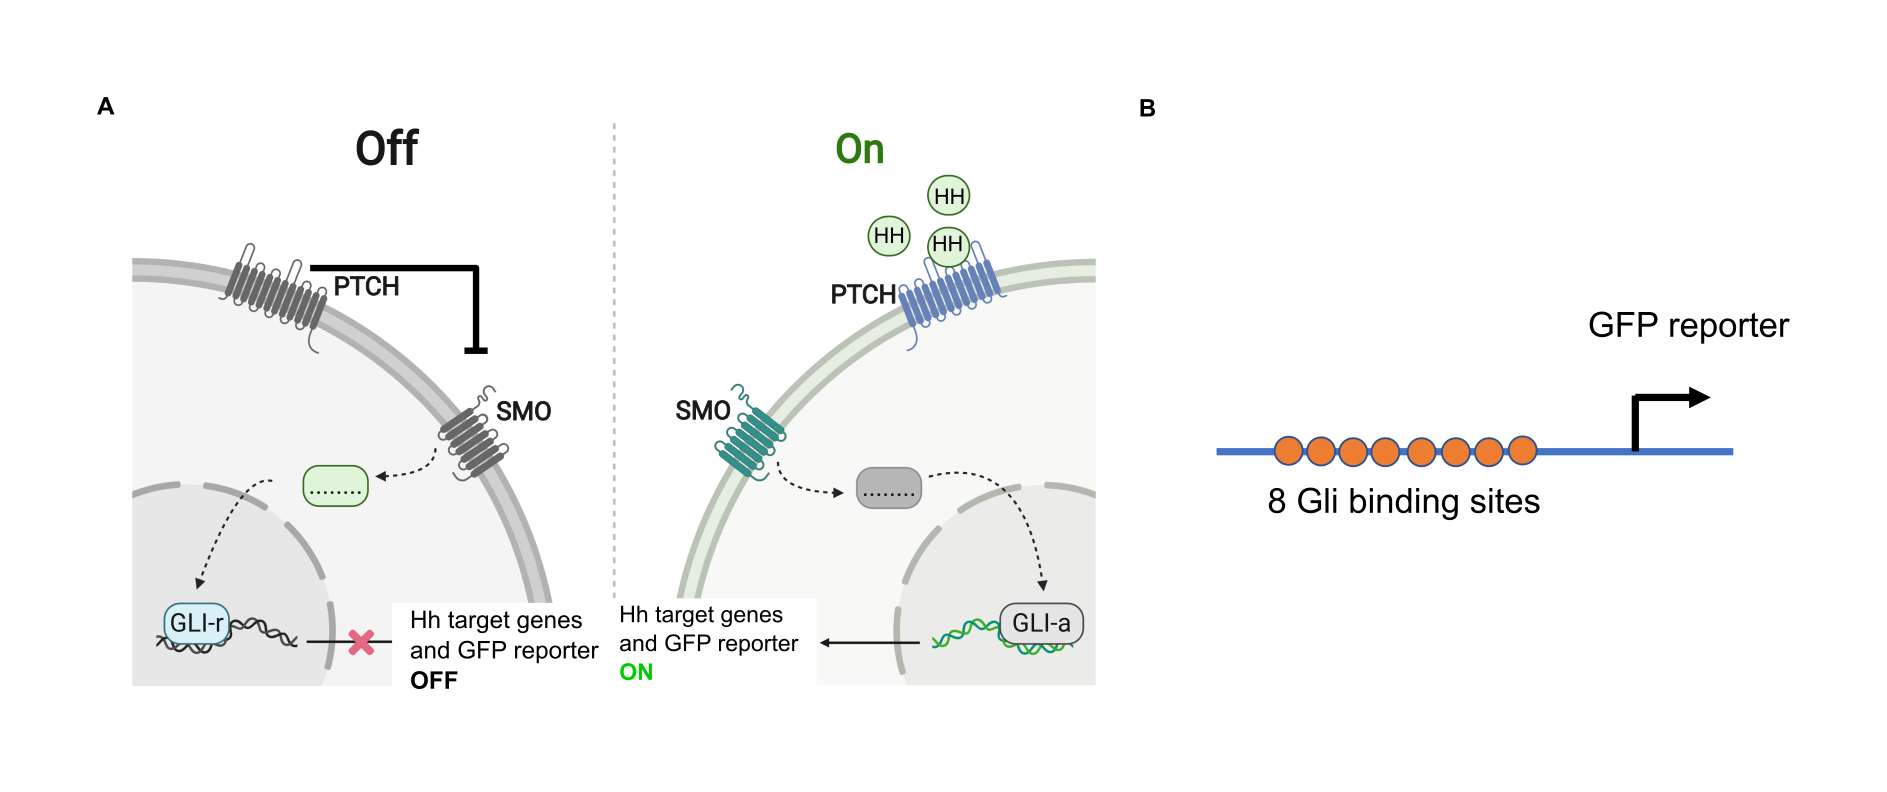 A
Off
PTCH
SMO
........
GLI-r
Hh target genes
and GFP reporter
OFF
On
HH
HH
HH
PTCH
SMO
........
GLI-a
Hh target genes
and GFP reporter
ON
B
GFP reporter
8 Gli binding sites